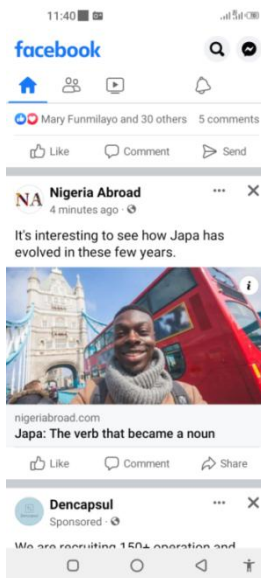 11:40
facebook
Mary Funmilayo and 30 others 5 comments
Like Comment Send
NA Nigeria Abroad
4 minutes ago
It's interesting to see how Japa has
evolved in these few years.
nigeriabroad.com
Japa: The verb that became a noun
Like Comment Share
Dencapsul
Sponsored
We are recruiting 150+ operation and